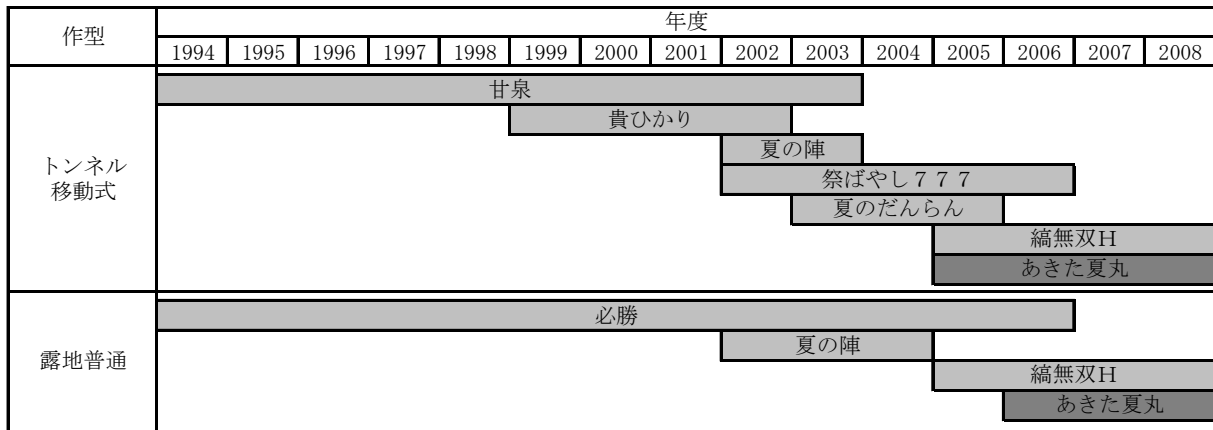 作型
年度
1994 1995 1996 1997 1998 1999 2000 2001 2002 2003 2004 2005 2006 2007 2008
トンネル
移動式
甘泉
貴ひかり
夏の陣
祭ばやし７７７
夏のだんらん
縞無双Ｈ
あきた夏丸
露地普通
必勝
夏の陣
縞無双Ｈ
あきた夏丸